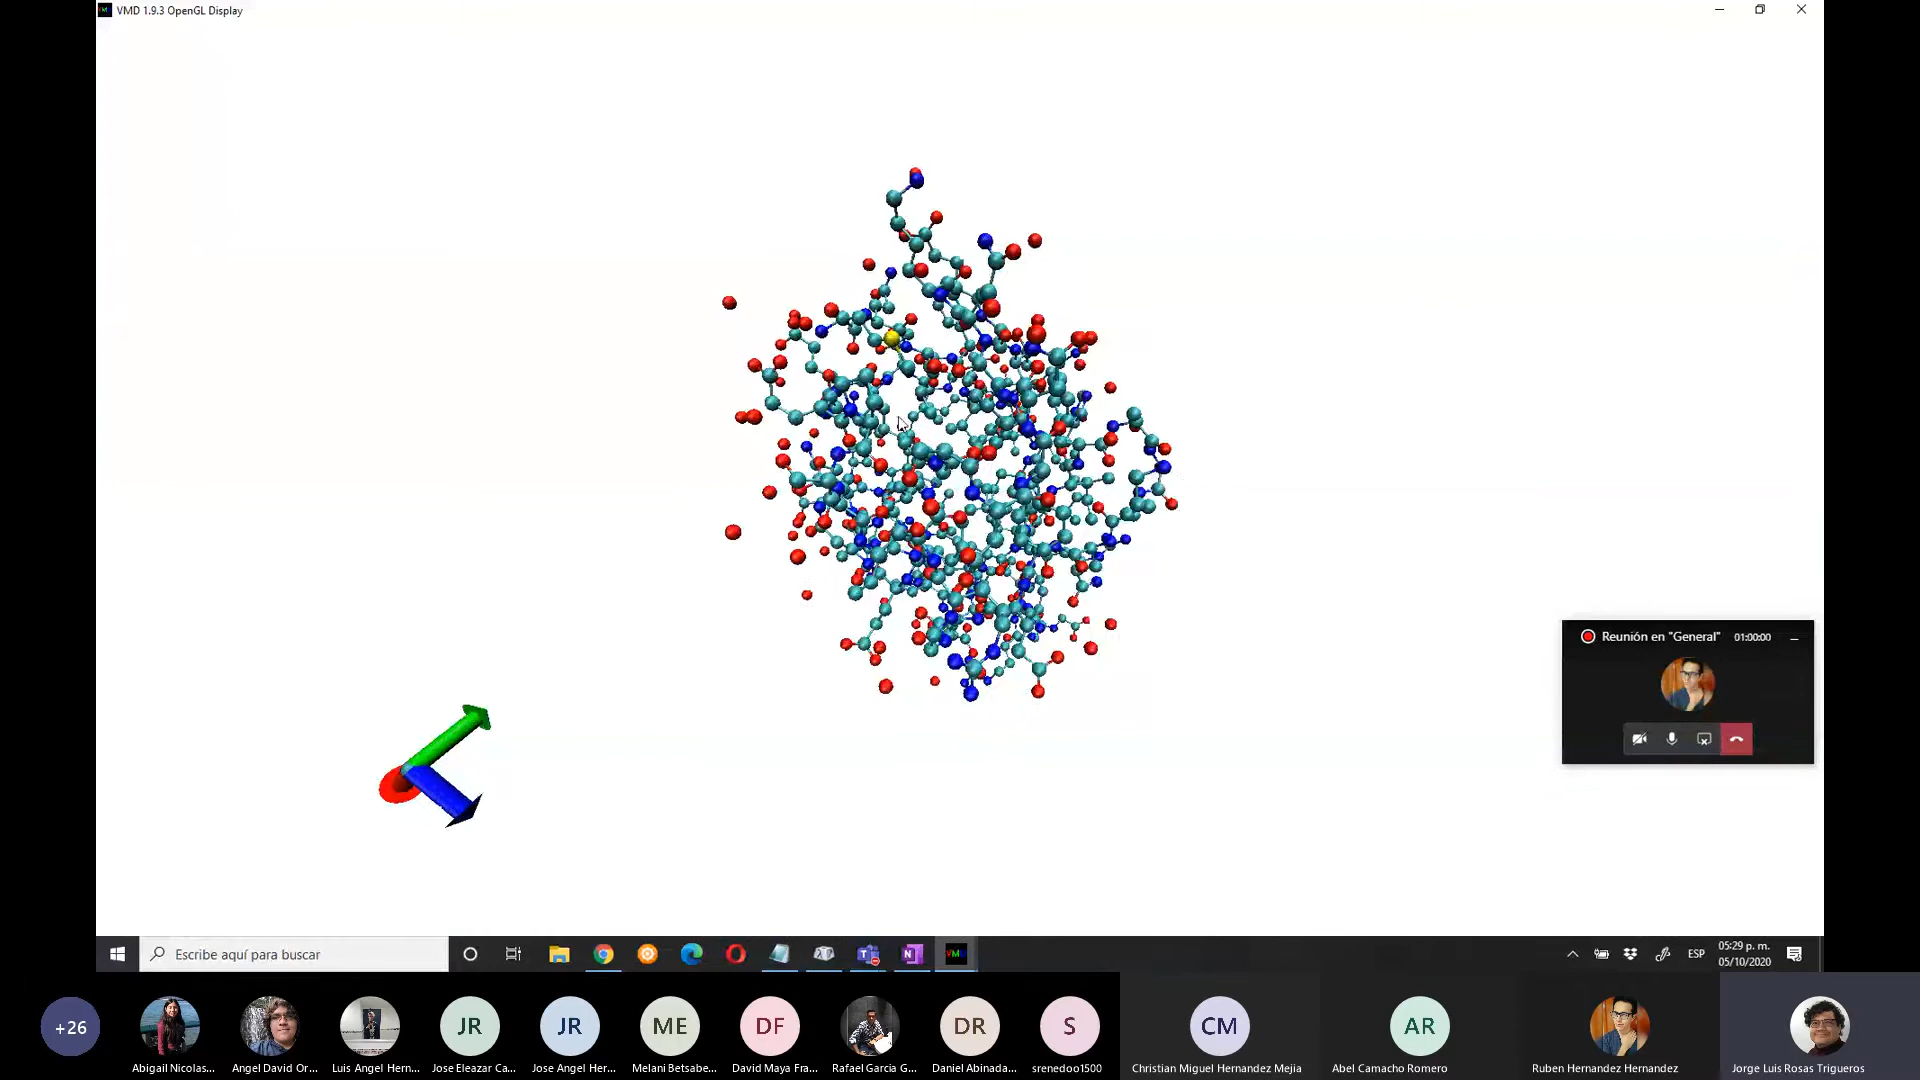 VMD 1.9.3 OpenGL Display
Reunión en "General" 01:00:00
Escribe aquí para buscar
ESP
05:29 p. m.
05/10/2020
+26
JR
JR
ME
DF
DR
S
CM
AR
Abigail Nicolas...
Angel David Or...
Luis Angel Hern...
Jose Eleazar Ca...
Jose Angel Her...
Melani Betsabe...
David Maya Fra...
Rafael Garcia G...
Daniel Abinada...
srenedoo1500
Christian Miguel Hernandez Mejia
Abel Camacho Romero
Ruben Hernandez Hernandez
Jorge Luis Rosas Trigueros